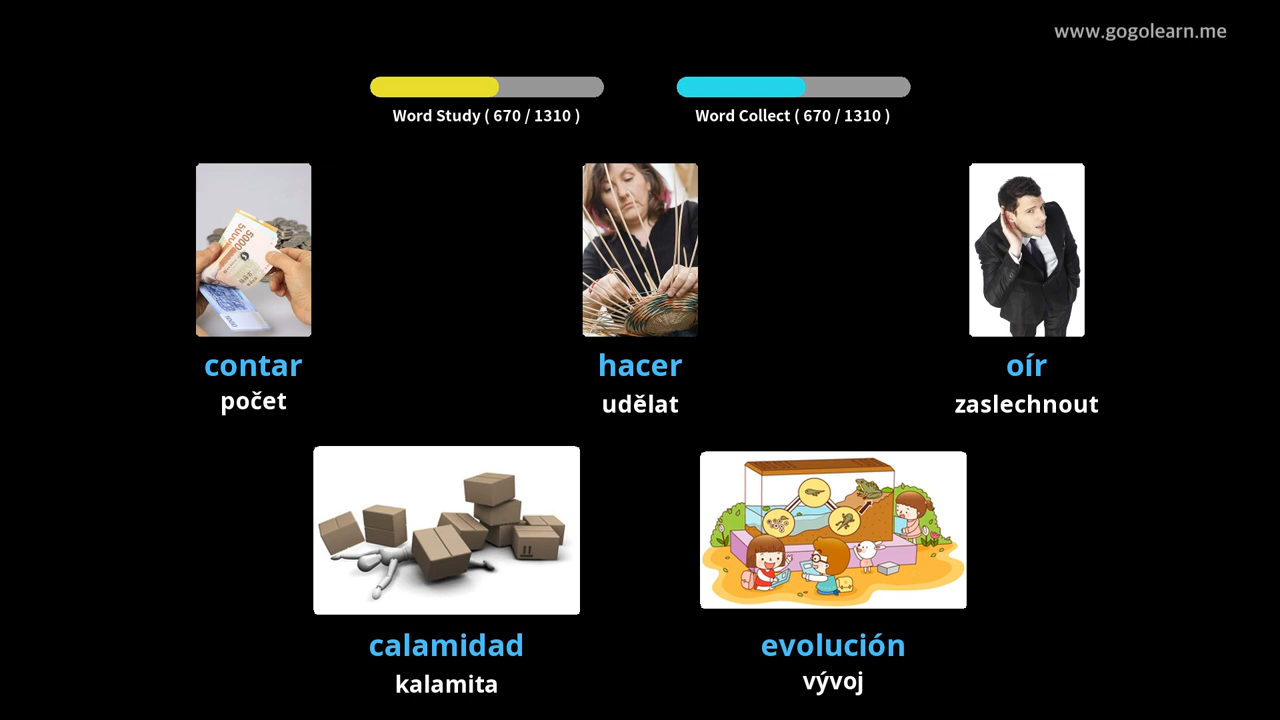 www.gogolearn.me
Word Study ( 670 / 1310 )
Word Collect ( 670 / 1310 )
contar
počet
hacer
udělat
oír
zaslechnout
calamidad
kalamita
evolución
vývoj